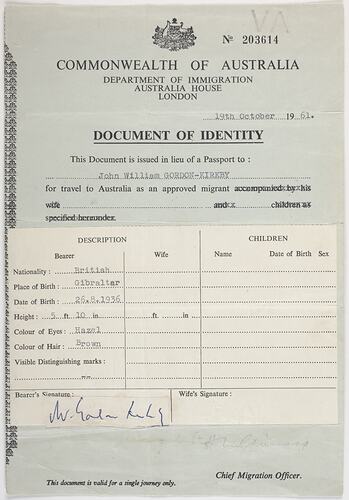 VA
Nº 203614
COMMONWEALTH OF AUSTRALIA
DEPARTMENT OF IMMIGRATION
AUSTRALIA HOUSE
LONDON
19th October 1961.
DOCUMENT OF IDENTITY
This Document is issued in lieu of a Passport to :
John William GORDON-KIRKBY
for travel to Australia as an approved migrant accompanied by his
wife and children as
specified hereunder.
DESCRIPTION CHILDREN
Bearer Wife Name Date of Birth Sex
Nationality : British
Place of Birth : Gibraltar
Date of Birth : 26.8.1936
Height : 5 ft 10 in ft in
Colour of Eyes : Hazel
Colour of Hair : Brown
Visible Distinguishing marks :
--
Bearer's Signature : Wife's Signature :
Gordon Kirkby
Chief Migration Officer.
This document is valid for a single journey only.